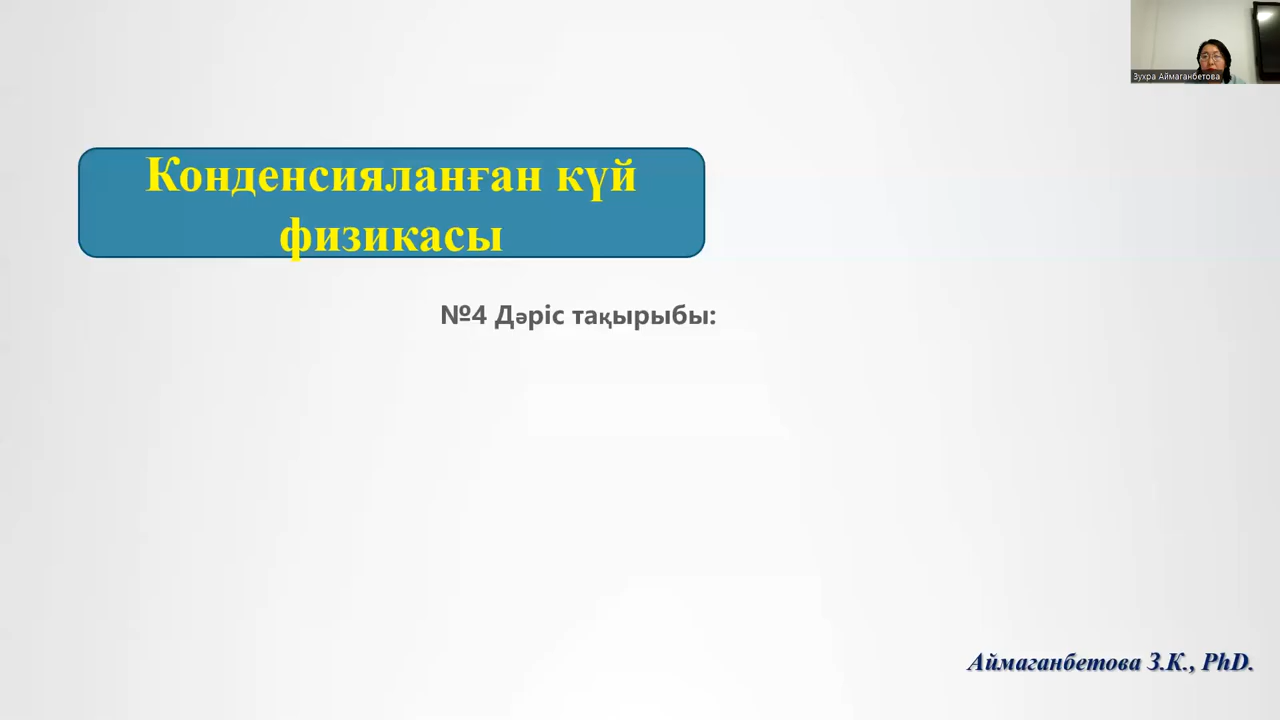 Зухра Аймаганбетова
Конденсияланған күй
физикасы
№4 Дәріс тақырыбы:
Аймаганбетова З.К., PhD.